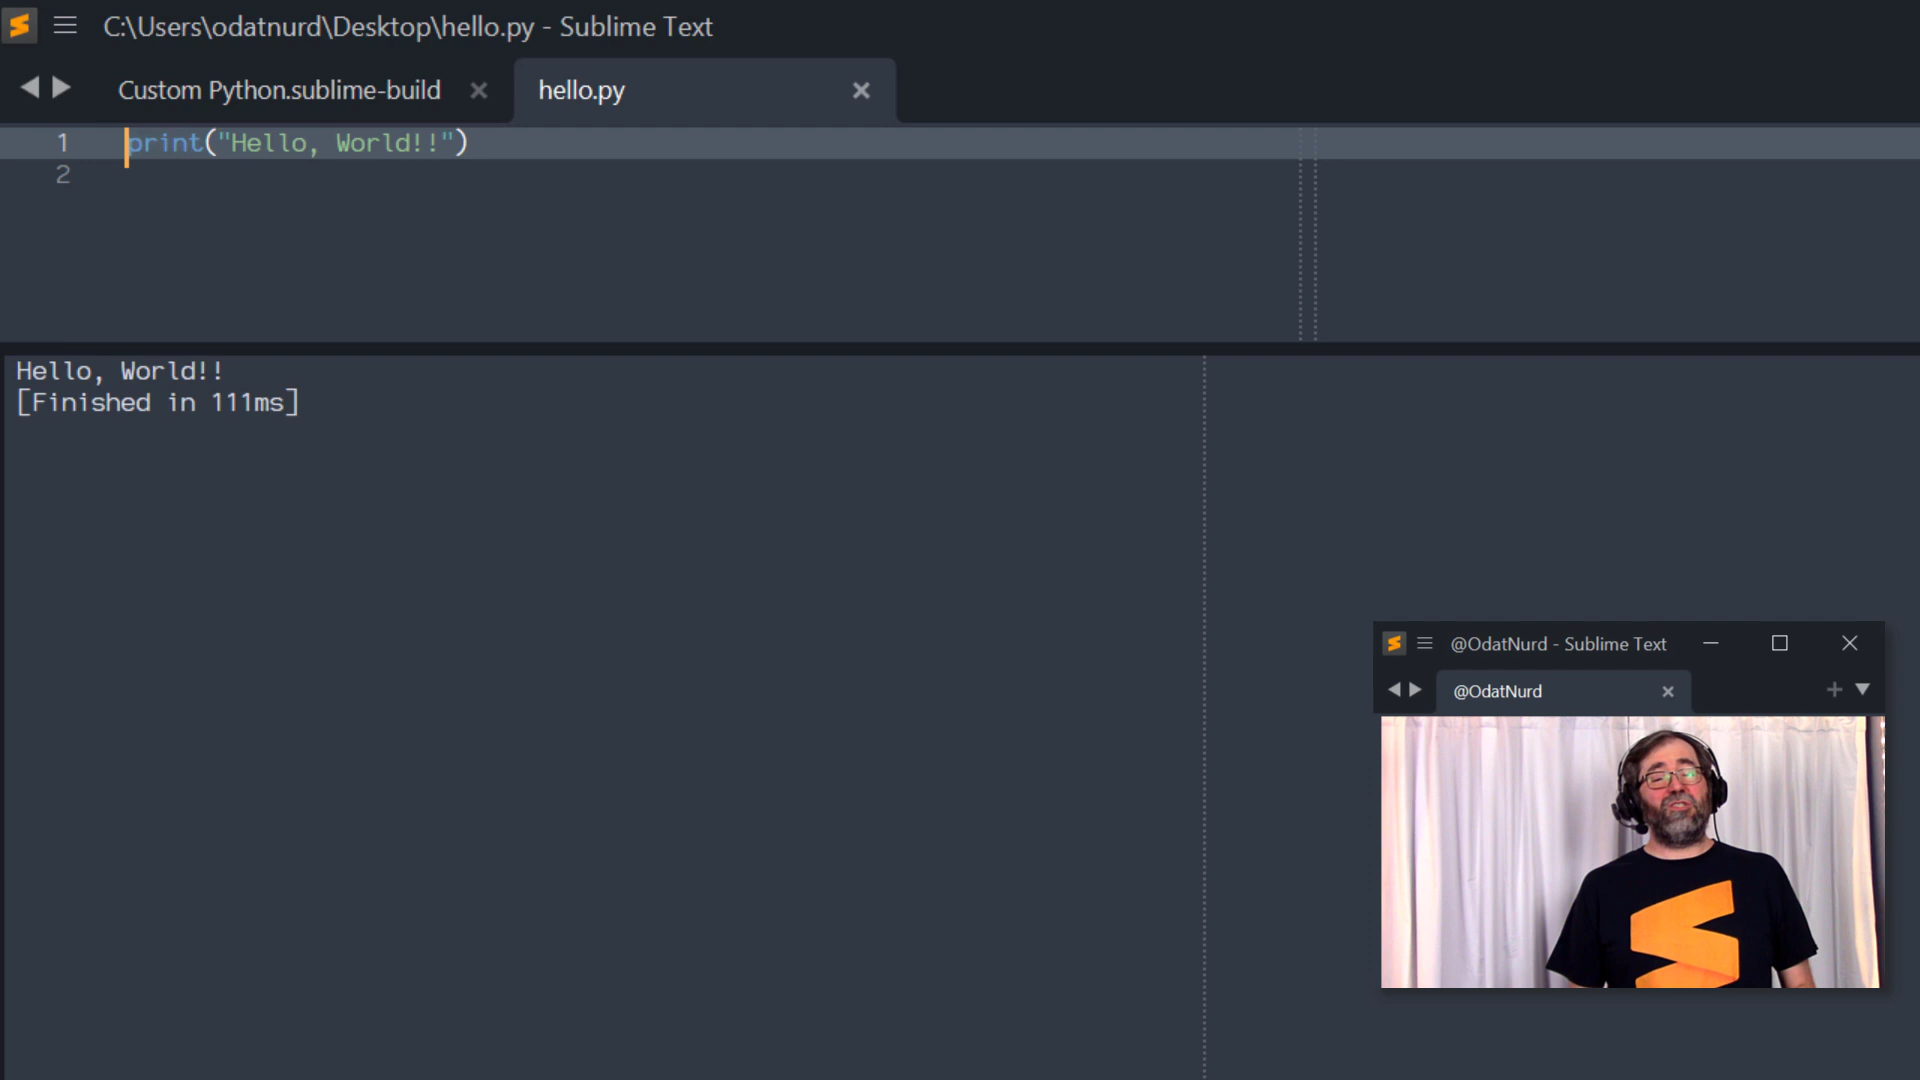 C:\Users\odatnurd\Desktop\hello.py - Sublime Text
Custom Python.sublime-build
hello.py
1 print("Hello, World!!")
2
Hello, World!!
[Finished in 111ms]
@OdatNurd - Sublime Text
@OdatNurd